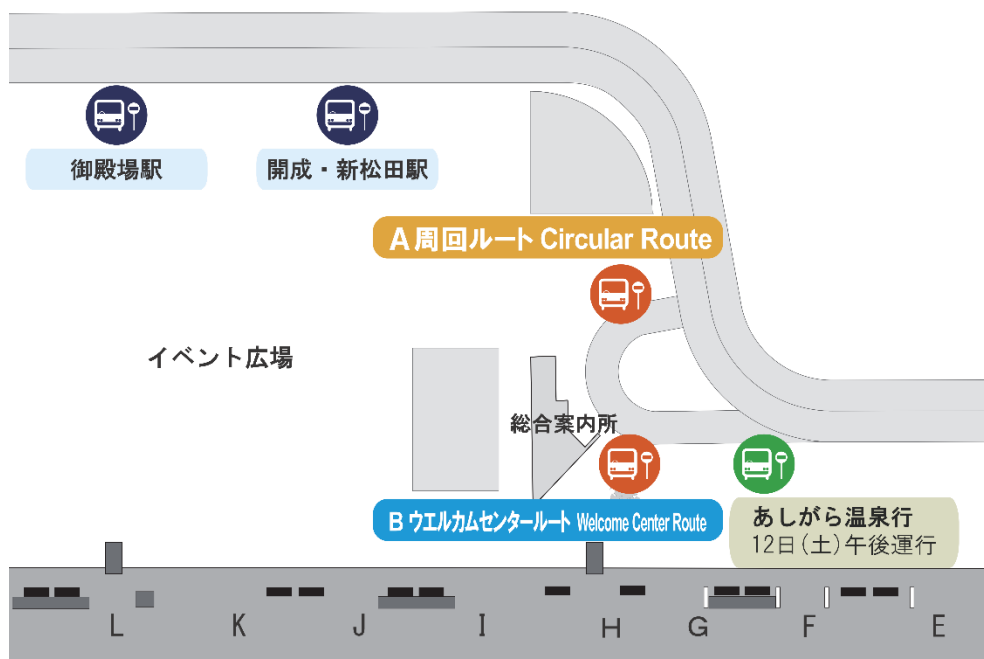 御殿場駅
開成・新松田駅
A 周回ルート Circular Route
イベント広場
総合案内所
B ウエルカムセンタールート Welcome Center Route
あしがら温泉行
12日(土)午後運行
L K J I H G F E